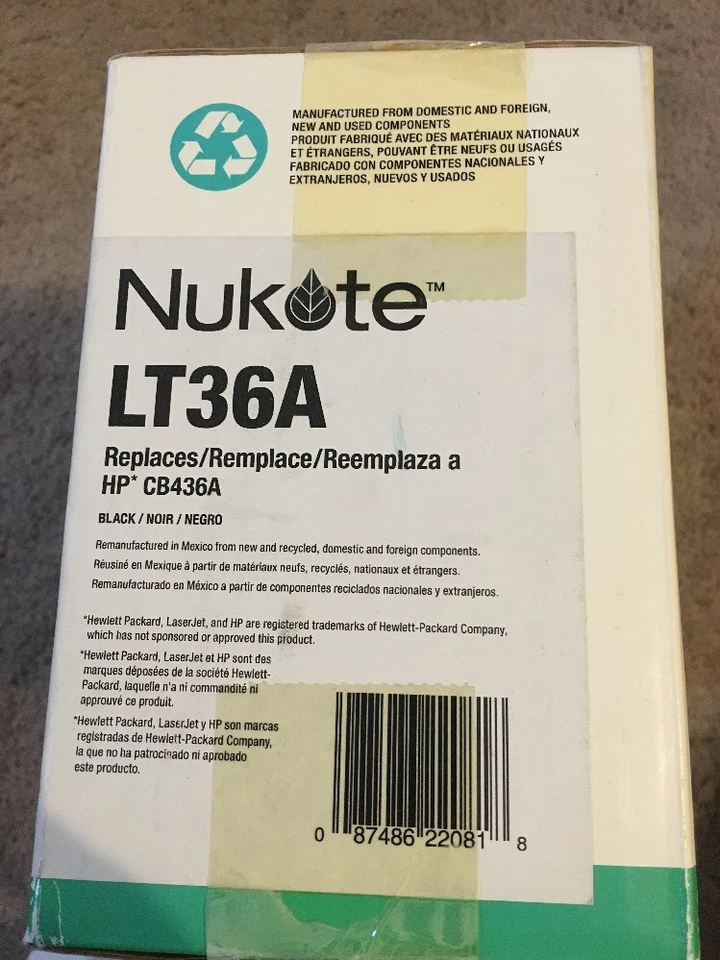 MANUFACTURED FROM DOMESTIC AND FOREIGN,
NEW AND USED COMPONENTS
PRODUIT FABRIQUÉ AVEC DES MATÉRIAUX NATIONAUX
ET ÉTRANGERS, POUVANT ÊTRE NEUFS OU USAGÉS
FABRICADO CON COMPONENTES NACIONALES Y
EXTRANJEROS, NUEVOS Y USADOS
Nukote™
LT36A
Replaces/Remplace/Reemplaza a
HP* CB436A
BLACK / NOIR / NEGRO
Remanufactured in Mexico from new and recycled, domestic and foreign components.
Réusiné en Mexique à partir de matériaux neufs, recyclés, nationaux et étrangers.
Remanufacturado en México a partir de componentes reciclados nacionales y extranjeros.
*Hewlett Packard, LaserJet, and HP are registered trademarks of Hewlett-Packard Company,
which has not sponsored or approved this product.
*Hewlett Packard, LaserJet et HP sont des
marques déposées de la société Hewlett-
Packard, laquelle n'a ni commandité ni
approuvé ce produit.
*Hewlett Packard, LaserJet y HP son marcas
registradas de Hewlett-Packard Company,
la que no ha patrocinado ni aprobado
este producto.
0 87486 22081 8